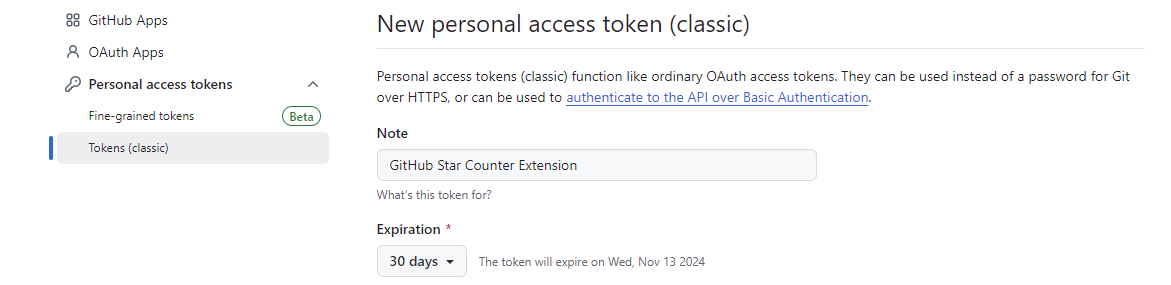 GitHub Apps
OAuth Apps
Personal access tokens
Fine-grained tokens Beta
Tokens (classic)
New personal access token (classic)
Personal access tokens (classic) function like ordinary OAuth access tokens. They can be used instead of a password for Git
over HTTPS, or can be used to authenticate to the API over Basic Authentication.
Note
GitHub Star Counter Extension
What's this token for?
Expiration *
30 days The token will expire on Wed, Nov 13 2024